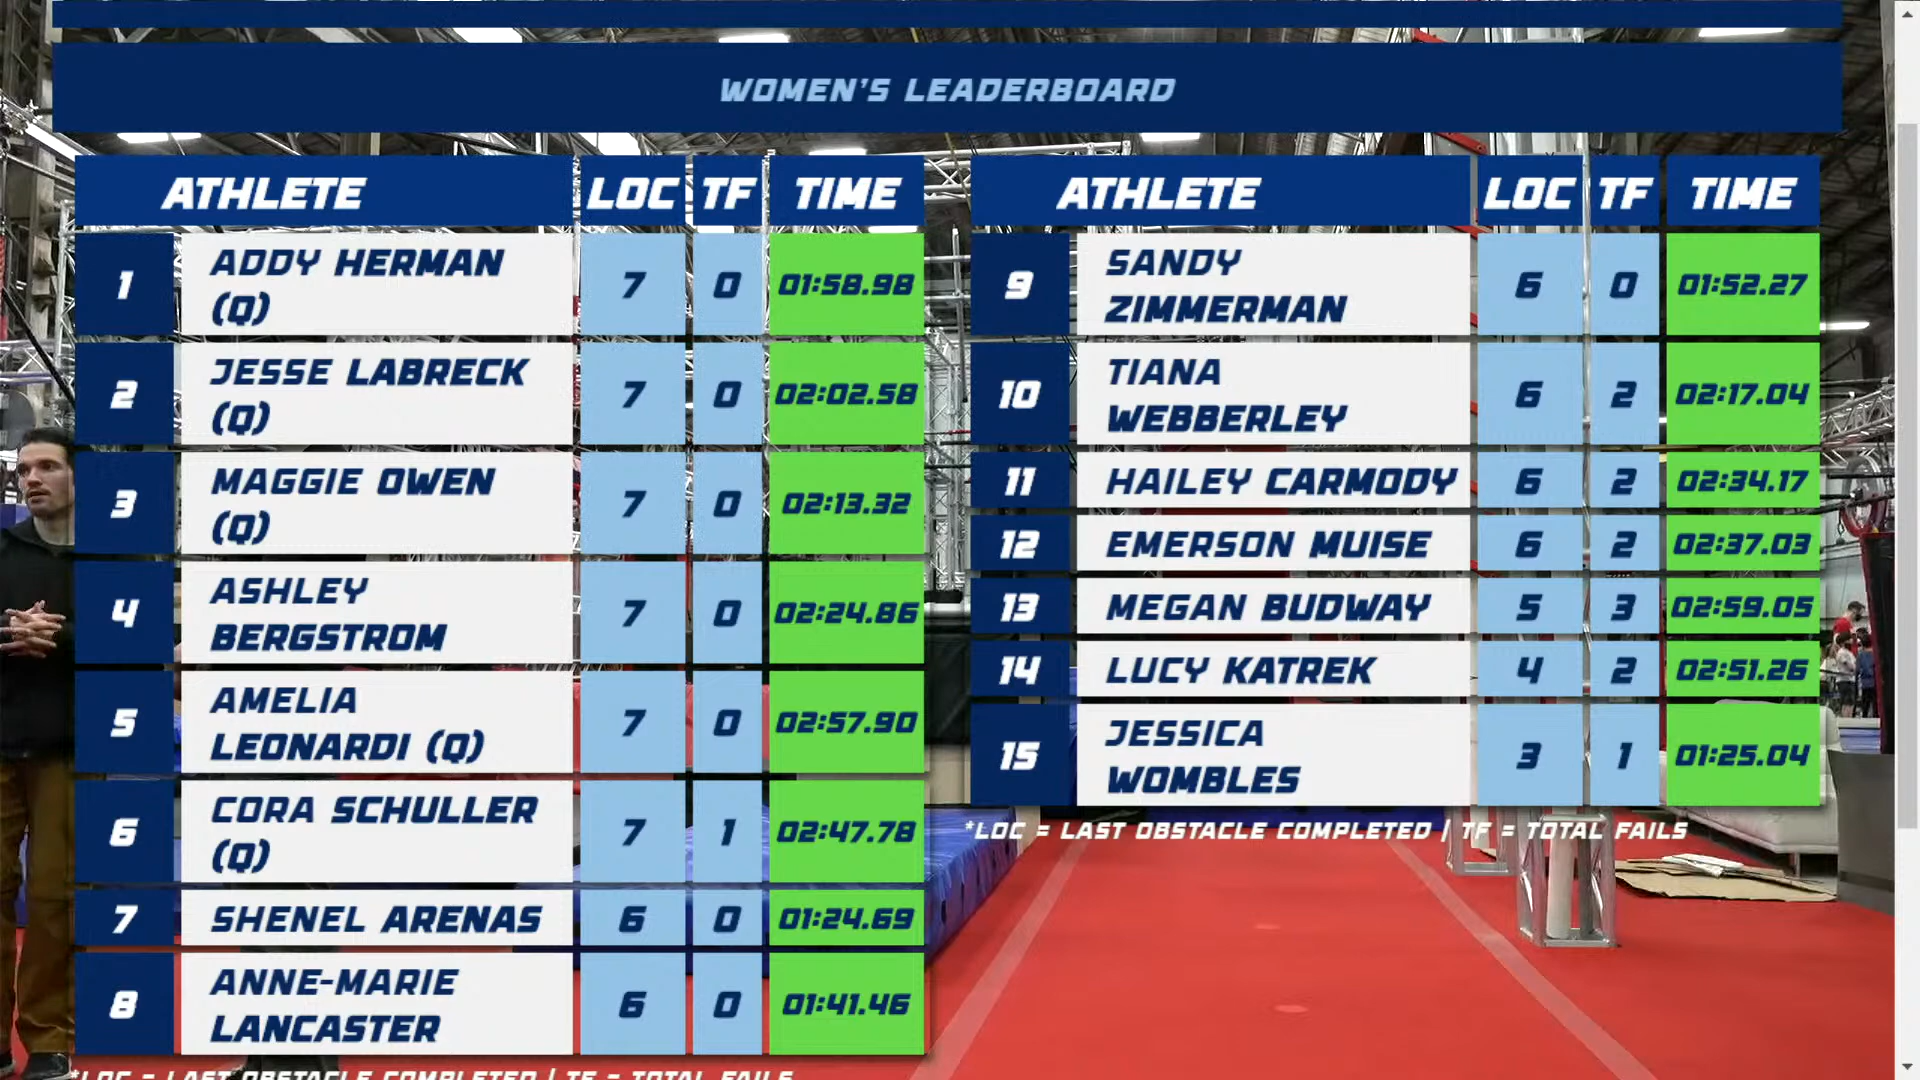 WOMEN'S LEADERBOARD
ATHLETE LOC TF TIME
1 ADDY HERMAN (Q) 7 0 01:58.98
2 JESSE LABRECK (Q) 7 0 02:02.58
3 MAGGIE OWEN (Q) 7 0 02:13.32
4 ASHLEY BERGSTROM 7 0 02:24.86
5 AMELIA LEONARDI (Q) 7 0 02:57.90
6 CORA SCHULLER (Q) 7 1 02:47.78
7 SHENEL ARENAS 6 0 01:24.69
8 ANNE-MARIE LANCASTER 6 0 01:41.46
*LOC = LAST OBSTACLE COMPLETED | TF = TOTAL FAILS
ATHLETE LOC TF TIME
9 SANDY ZIMMERMAN 6 0 01:52.27
10 TIANA WEBBERLEY 6 2 02:17.04
11 HAILEY CARMODY 6 2 02:34.17
12 EMERSON MUISE 6 2 02:37.03
13 MEGAN BUDWAY 5 3 02:59.05
14 LUCY KATREK 4 2 02:51.26
15 JESSICA WOMBLES 3 1 01:25.04
*LOC = LAST OBSTACLE COMPLETED | TF = TOTAL FAILS